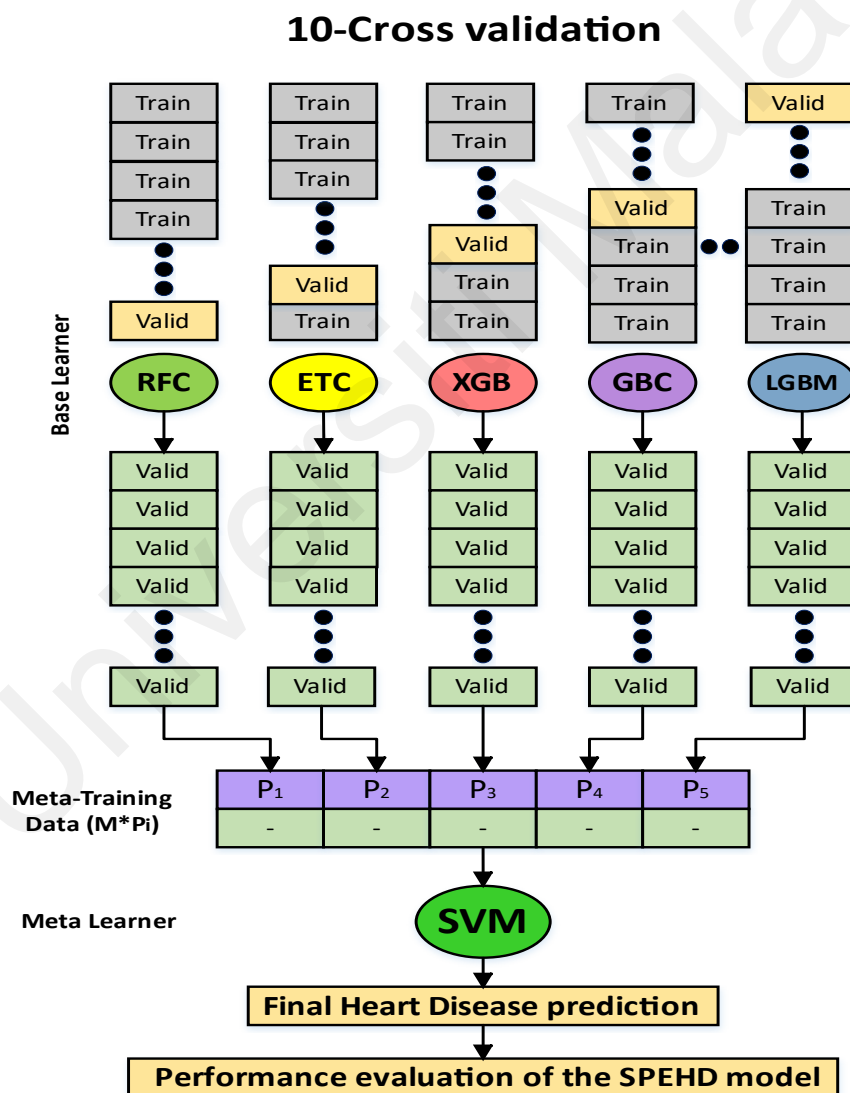 10-Cross validation
Train Train Train Train Valid
Train Train Train
Train Train Valid Train
Train Valid Train Train
Valid Train Train
Valid Train Train Train Train
Base Learner
RFC ETC XGB GBC LGBM
Valid Valid Valid Valid Valid
Valid Valid Valid Valid Valid
Valid Valid Valid Valid Valid
Valid Valid Valid Valid Valid
Valid Valid Valid Valid Valid
Meta-Training
Data (M*Pi)
P1 P2 P3 P4 P5
- - - - -
Meta Learner
SVM
Final Heart Disease prediction
Performance evaluation of the SPEHD model
Universiti Mala